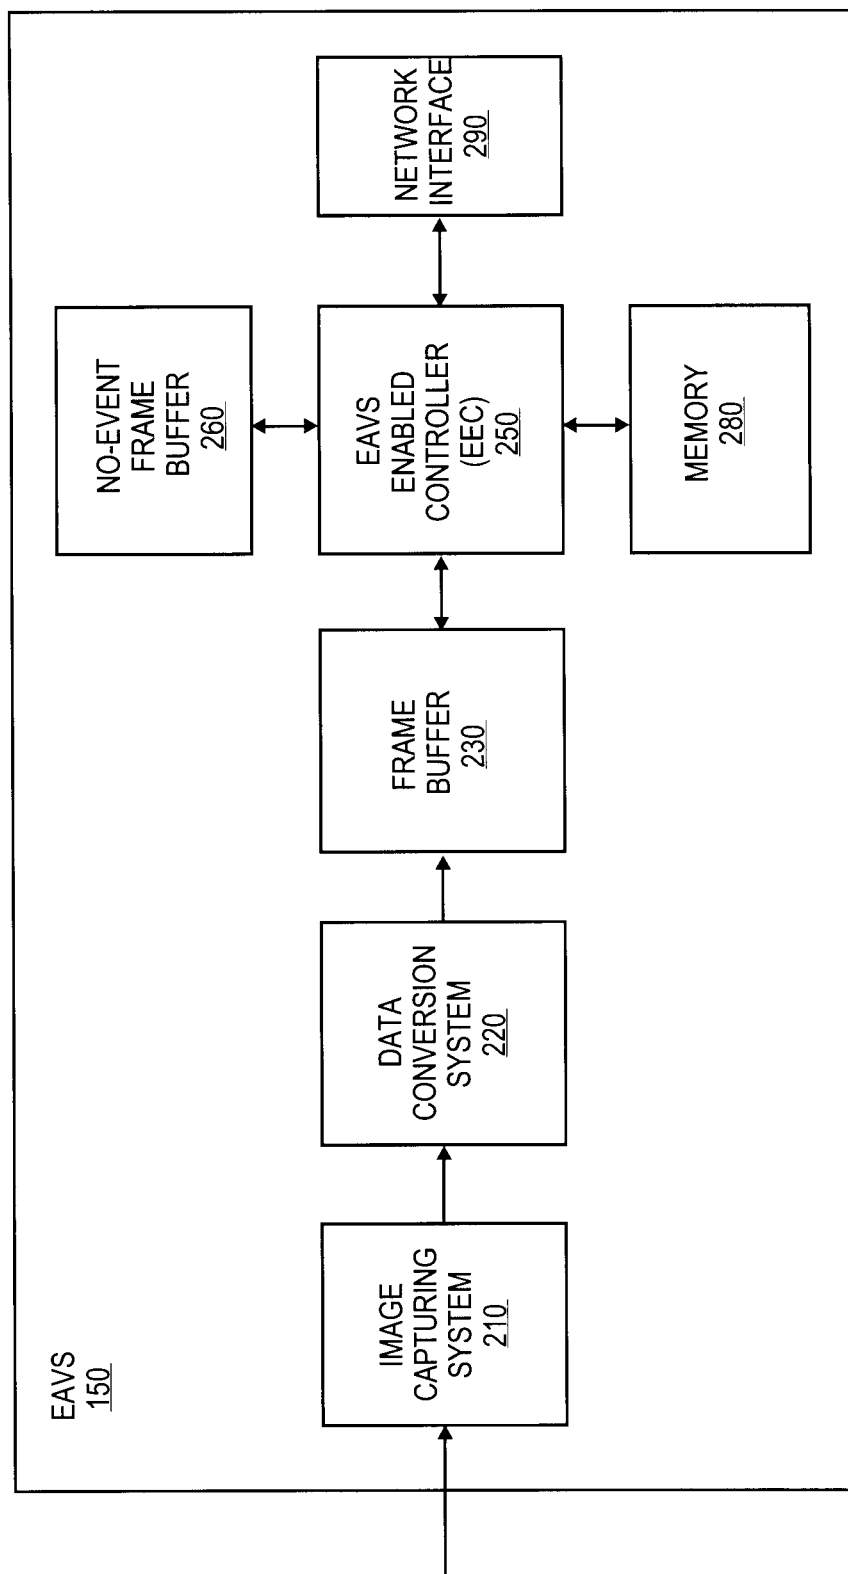 EAVS
150
IMAGE
CAPTURING
SYSTEM
210
DATA
CONVERSION
SYSTEM
220
FRAME
BUFFER
230
NO-EVENT
FRAME
BUFFER
260
EAVS
ENABLED
CONTROLLER
(EEC)
250
MEMORY
280
NETWORK
INTERFACE
290